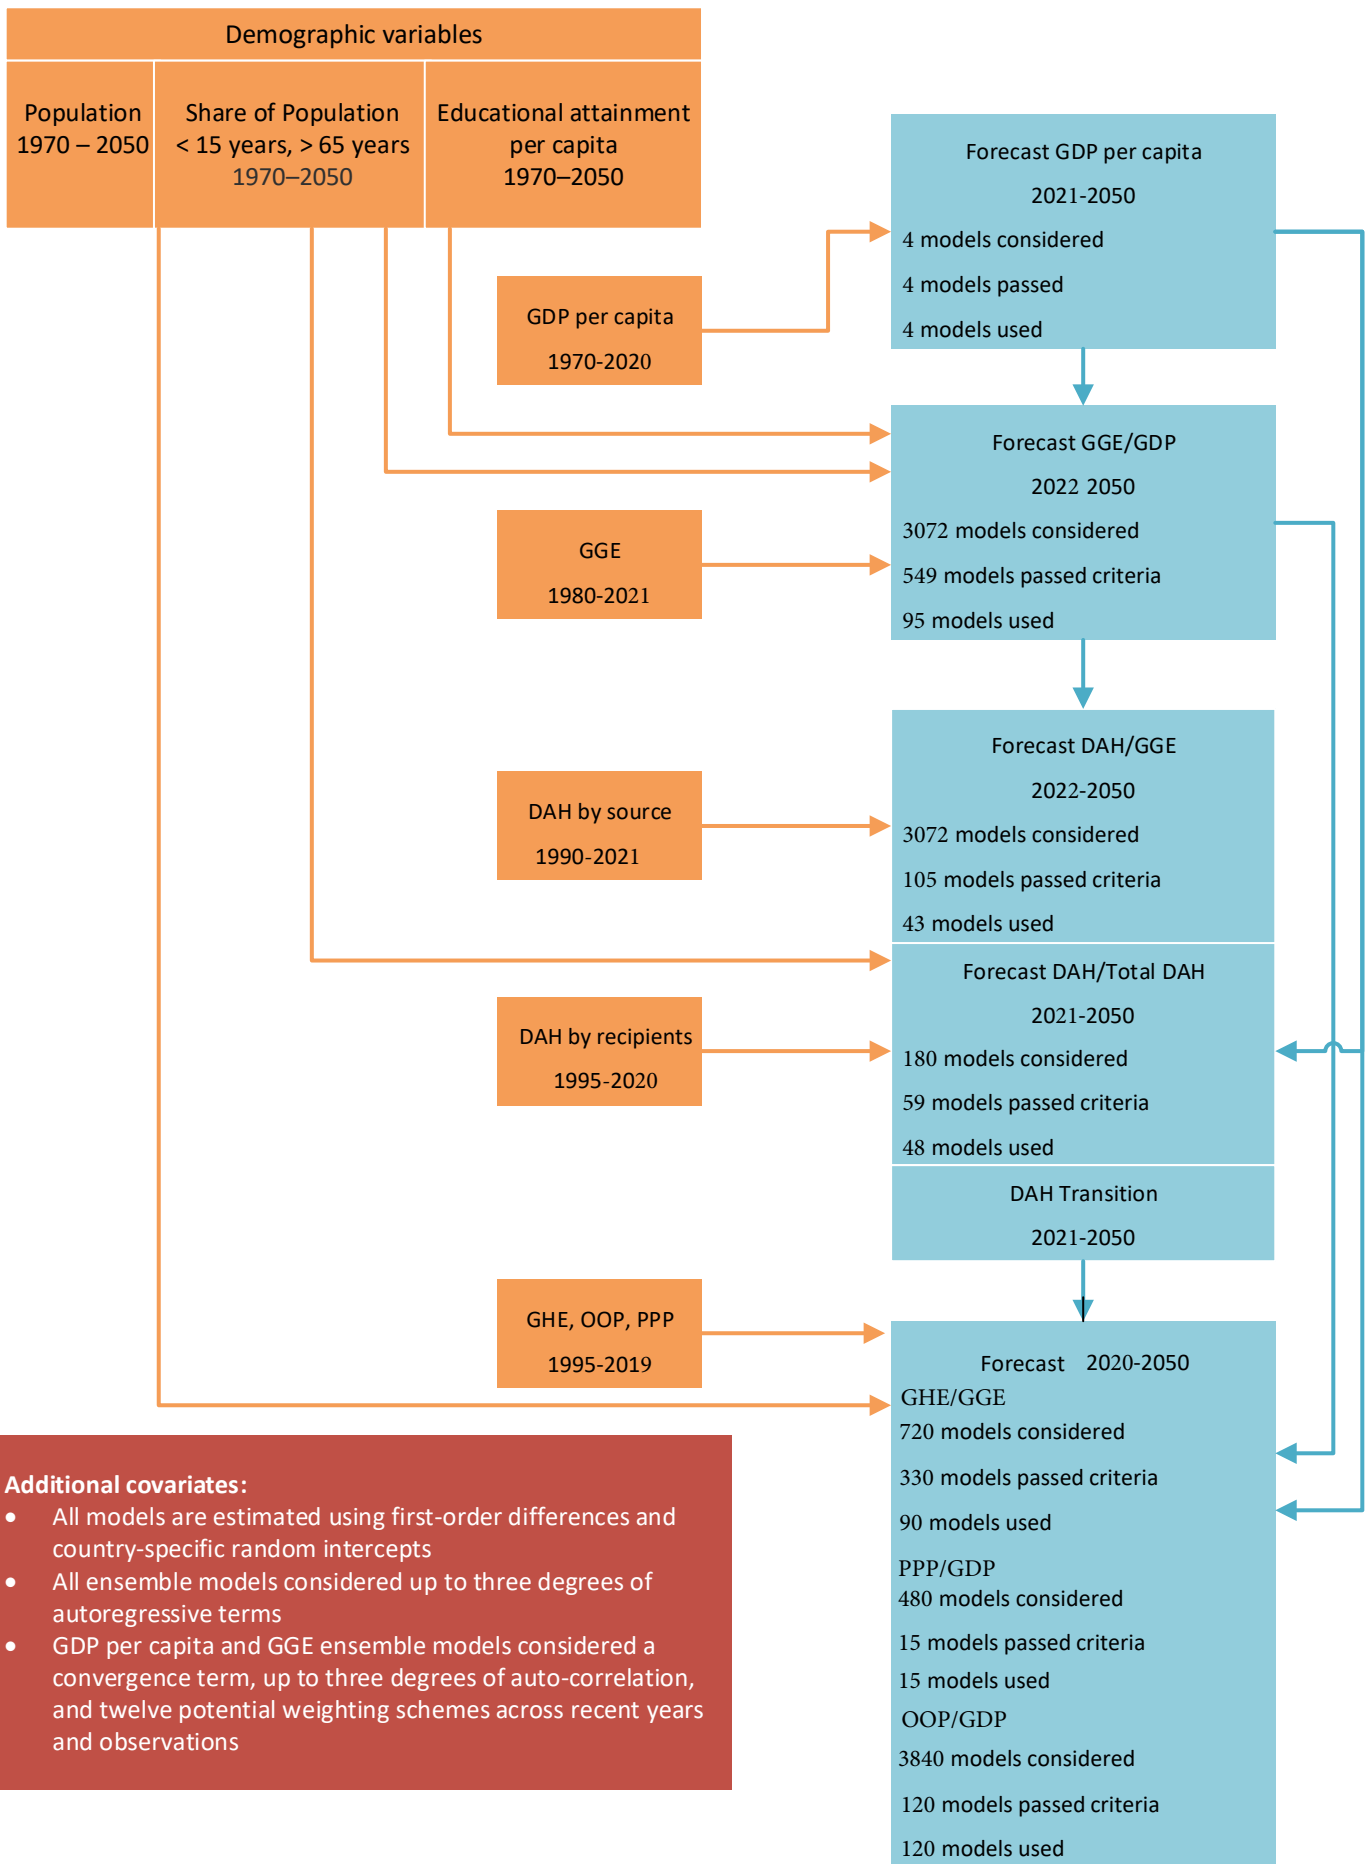 Demographic variables
Population
1970 – 2050
Share of Population
< 15 years, > 65 years
1970–2050
Educational attainment
per capita
1970–2050
Forecast GDP per capita
2021-2050
4 models considered
4 models passed
4 models used
GDP per capita
1970-2020
Forecast GGE/GDP
2022 2050
3072 models considered
549 models passed criteria
95 models used
GGE
1980-2021
Forecast DAH/GGE
2022-2050
3072 models considered
105 models passed criteria
43 models used
DAH by source
1990-2021
Forecast DAH/Total DAH
2021-2050
180 models considered
59 models passed criteria
48 models used
DAH by recipients
1995-2020
DAH Transition
2021-2050
GHE, OOP, PPP
1995-2019
Forecast 2020-2050
GHE/GGE
720 models considered
330 models passed criteria
90 models used
PPP/GDP
480 models considered
15 models passed criteria
15 models used
OOP/GDP
3840 models considered
120 models passed criteria
120 models used
Additional covariates:
• All models are estimated using first-order differences and
country-specific random intercepts
• All ensemble models considered up to three degrees of
autoregressive terms
• GDP per capita and GGE ensemble models considered a
convergence term, up to three degrees of auto-correlation,
and twelve potential weighting schemes across recent years
and observations